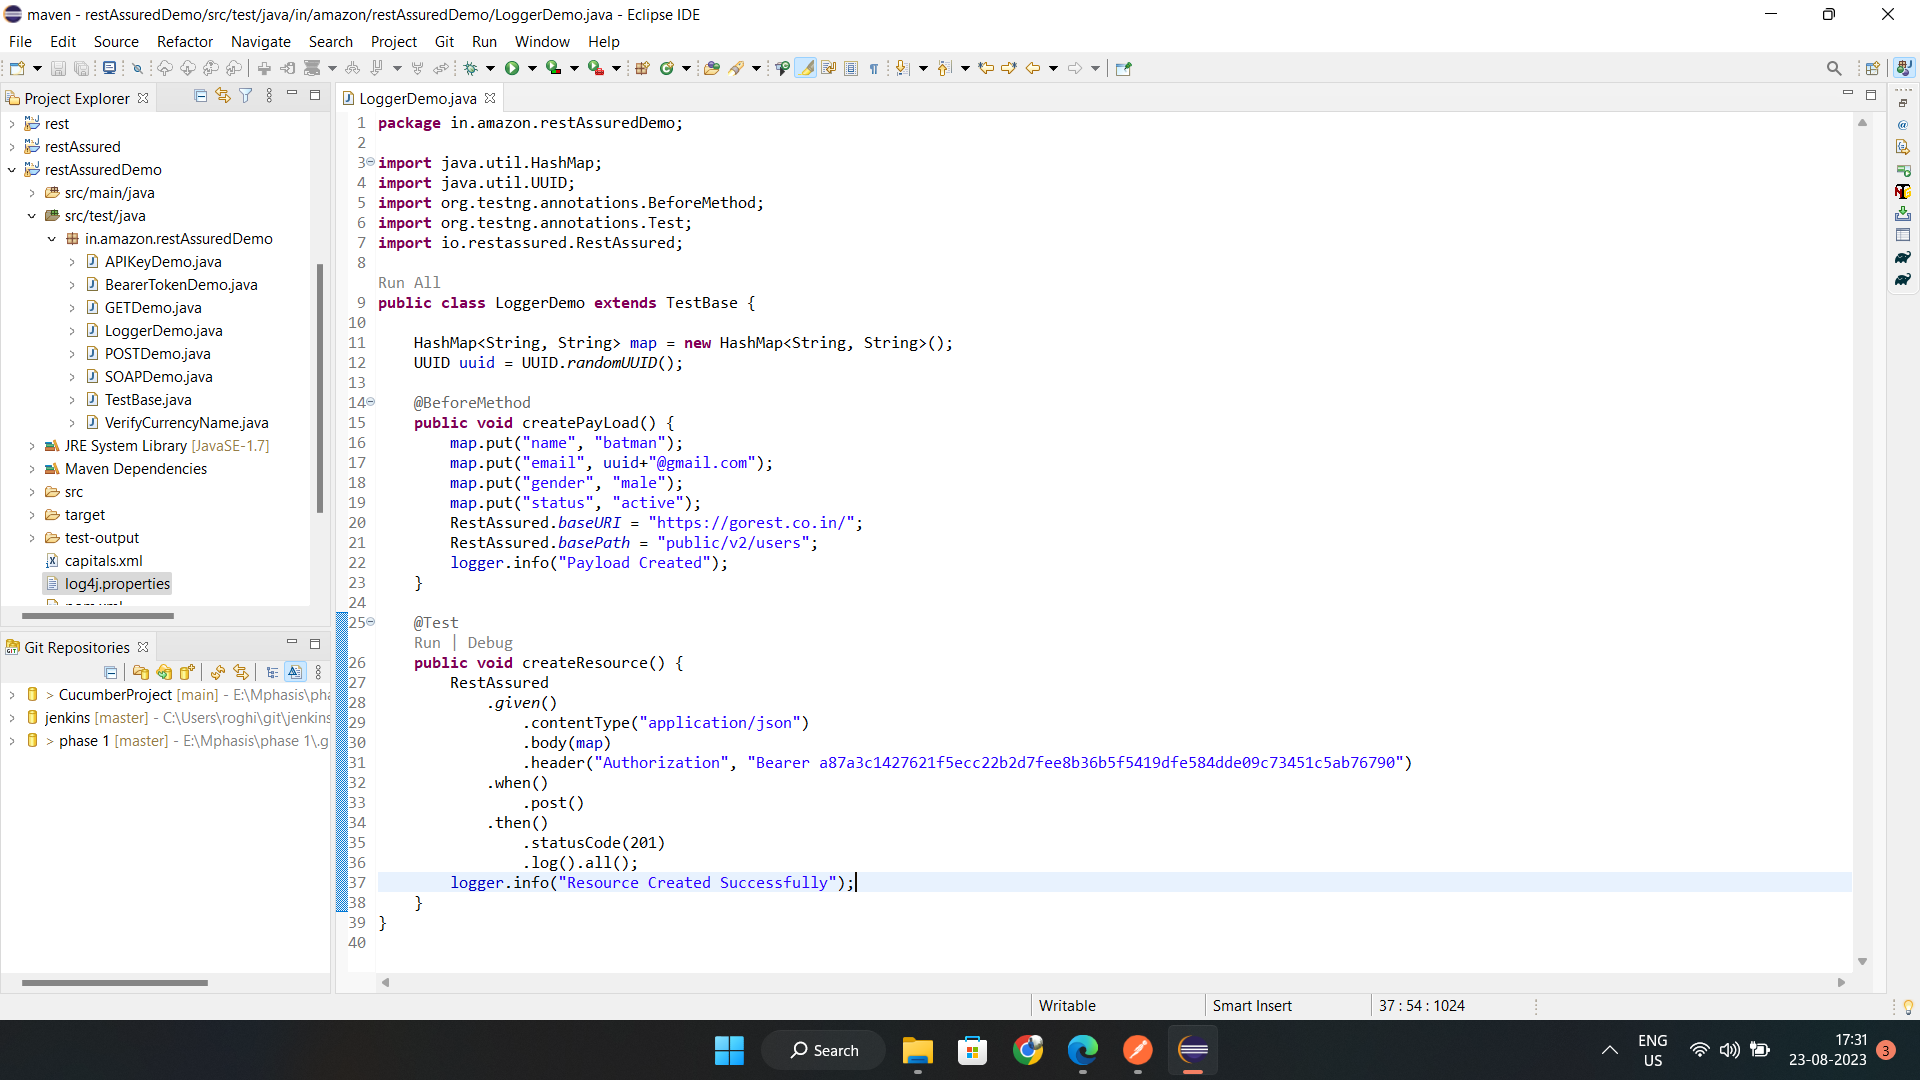 maven - restAssuredDemo/src/test/java/in/amazon/restAssuredDemo/LoggerDemo.java - Eclipse IDE
File Edit Source Refactor Navigate Search Project Git Run Window Help
Project Explorer
rest
restAssured
restAssuredDemo
src/main/java
src/test/java
in.amazon.restAssuredDemo
APIKeyDemo.java
BearerTokenDemo.java
GETDemo.java
LoggerDemo.java
POSTDemo.java
SOAPDemo.java
TestBase.java
VerifyCurrencyName.java
JRE System Library [JavaSE-1.7]
Maven Dependencies
src
target
test-output
capitals.xml
log4j.properties
Git Repositories
> CucumberProject [main] - E:\Mphasis\pha
jenkins [master] - C:\Users\roghi\git\jenkins
> phase 1 [master] - E:\Mphasis\phase 1\.g
LoggerDemo.java
1 package in.amazon.restAssuredDemo;
2
3 import java.util.HashMap;
4 import java.util.UUID;
5 import org.testng.annotations.BeforeMethod;
6 import org.testng.annotations.Test;
7 import io.restassured.RestAssured;
8
Run All
9 public class LoggerDemo extends TestBase {
10
11 HashMap<String, String> map = new HashMap<String, String>();
12 UUID uuid = UUID.randomUUID();
13
14 @BeforeMethod
15 public void createPayLoad() {
16 map.put("name", "batman");
17 map.put("email", uuid+"@gmail.com");
18 map.put("gender", "male");
19 map.put("status", "active");
20 RestAssured.baseURI = "https://gorest.co.in/";
21 RestAssured.basePath = "public/v2/users";
22 logger.info("Payload Created");
23 }
24
25 @Test
Run | Debug
26 public void createResource() {
27 RestAssured
28 .given()
29 .contentType("application/json")
30 .body(map)
31 .header("Authorization", "Bearer a87a3c1427621f5ecc22b2d7fee8b36b5f5419dfe584dde09c73451c5ab76790")
32 .when()
33 .post()
34 .then()
35 .statusCode(201)
36 .log().all();
37 logger.info("Resource Created Successfully");
38 }
39 }
40
Writable Smart Insert 37 : 54 : 1024
Search
ENG
US
17:31
23-08-2023
3